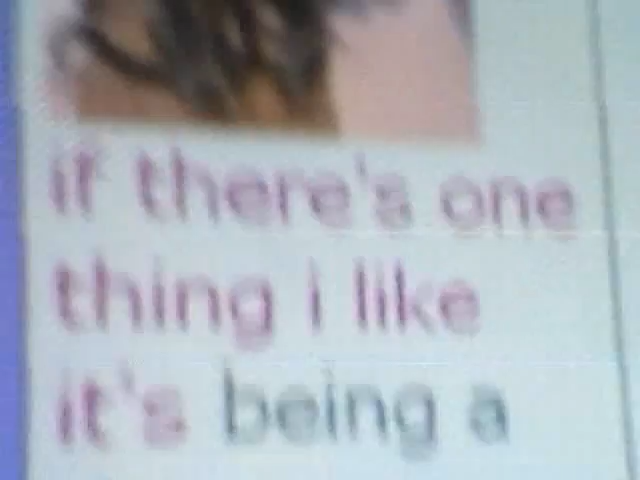 if there's one
thing i like
it's being a